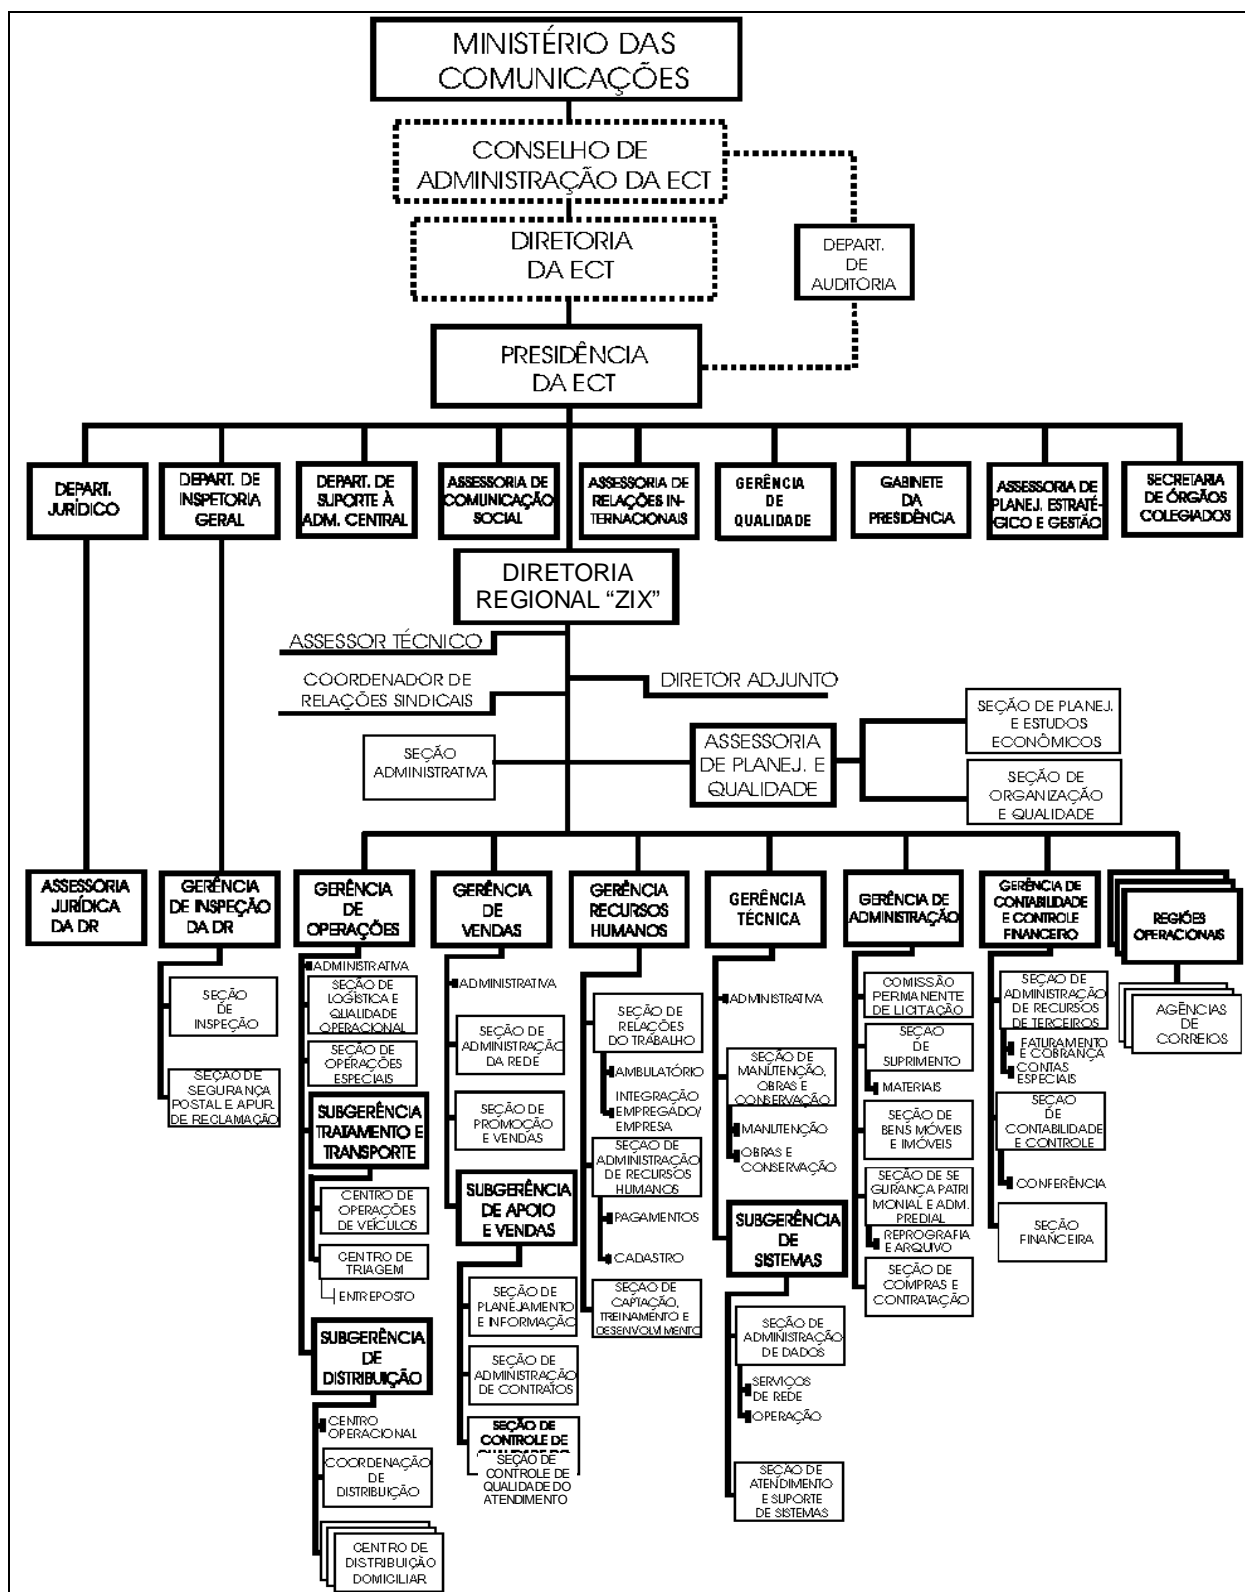 MINISTÉRIO DAS
COMUNICAÇÕES
CONSELHO DE
ADMINISTRAÇÃO DA ECT
DIRETORIA
DA ECT
DEPART.
DE
AUDITORIA
PRESIDÊNCIA
DA ECT
DEPART.
JURÍDICO
DEPART. DE
INSPETORIA
GERAL
DEPART. DE
SUPORTE À
ADM. CENTRAL
ASSESSORIA DE
COMUNICAÇÃO
SOCIAL
ASSESSORIA DE
RELAÇÕES IN-
TERNACIONAIS
GERÊNCIA
DE
QUALIDADE
GABINETE
DA
PRESIDÊNCIA
ASSESSORIA DE
PLANEJ. ESTRATÉ-
GICO E GESTÃO
SECRETARIA
DE ÓRGÃOS
COLEGIADOS
DIRETORIA
REGIONAL “ZIX”
ASSESSOR TÉCNICO
COORDENADOR DE
RELAÇÕES SINDICAIS
DIRETOR ADJUNTO
SEÇÃO
ADMINISTRATIVA
ASSESSORIA
DE PLANEJ. E
QUALIDADE
SEÇÃO DE PLANEJ.
E ESTUDOS
ECONÔMICOS
SEÇÃO DE
ORGANIZAÇÃO
E QUALIDADE
ASSESSORIA
JURÍDICA
DA DR
GERÊNCIA
DE INSPEÇÃO
DA DR
SEÇÃO
DE
INSPEÇÃO
SEÇÃO DE
SEGURANÇA
POSTAL E APUR.
DE RECLAMAÇÃO
GERÊNCIA
DE
OPERAÇÕES
ADMINISTRATIVA
SEÇÃO DE
LOGÍSTICA E
QUALIDADE
OPERACIONAL
SEÇÃO DE
OPERAÇÕES
ESPECIAIS
SUBGERÊNCIA
TRATAMENTO E
TRANSPORTE
CENTRO DE
OPERAÇÕES
DE VEÍCULOS
CENTRO DE
TRIAGEM
ENTREPOSTO
SUBGERÊNCIA
DE
DISTRIBUIÇÃO
CENTRO
OPERACIONAL
COORDENAÇÃO
DE
DISTRIBUIÇÃO
CENTRO DE
DISTRIBUIÇÃO
DOMICILIAR
GERÊNCIA
DE
VENDAS
ADMINISTRATIVA
SEÇÃO DE
ADMINISTRAÇÃO
DA REDE
SEÇÃO DE
PROMOÇÃO
E VENDAS
SUBGERÊNCIA
DE APOIO
E VENDAS
SEÇÃO DE
PLANEJAMENTO
E INFORMAÇÃO
SEÇÃO DE
ADMINISTRAÇÃO
DE CONTRATOS
SEÇÃO DE
CONTROLE DE
SEÇÃO DE
CONTROLE DE
QUALIDADE DO
ATENDIMENTO
GERÊNCIA
RECURSOS
HUMANOS
SEÇÃO DE
RELAÇÕES
DO TRABALHO
AMBULATÓRIO
INTEGRAÇÃO
EMPREGADO/
EMPRESA
SEÇÃO DE
ADMINISTRAÇÃO
DE RECURSOS
HUMANOS
PAGAMENTOS
CADASTRO
SEÇÃO DE
CAPTAÇÃO,
TREINAMENTO E
DESENVOLVIMENTO
GERÊNCIA
TÉCNICA
ADMINISTRATIVA
SEÇÃO DE
MANUTENÇÃO,
OBRAS E
CONSERVAÇÃO
MANUTENÇÃO
OBRAS E
CONSERVAÇÃO
SUBGERÊNCIA
DE
SISTEMAS
SEÇÃO DE
ADMINISTRAÇÃO
DE DADOS
SERVIÇOS
DE REDE
OPERAÇÃO
SEÇÃO DE
ATENDIMENTO
E SUPORTE
DE SISTEMAS
GERÊNCIA DE
ADMINISTRAÇÃO
COMISSÃO
PERMANENTE
DE LICITAÇÃO
SEÇÃO
DE
SUPRIMENTO
MATERIAIS
SEÇÃO DE
BENS MÓVEIS
E IMÓVEIS
SEÇÃO DE SE
GURANÇA PATRI
MONIAL E ADM.
PREDIAL
REPROGRAFIA
E ARQUIVO
SEÇÃO DE
COMPRAS E
CONTRATAÇÃO
GERÊNCIA DE
CONTABILIDADE
E CONTROLE
FINANCEIRO
SEÇÃO DE
ADMINISTRAÇÃO
DE RECURSOS
DE TERCEIROS
FATURAMENTO
E COBRANÇA
CONTAS
ESPECIAIS
SEÇÃO
DE
CONTABILIDADE
E CONTROLE
CONFERÊNCIA
SEÇÃO
FINANCEIRA
REGIÕES
OPERACIONAIS
AGÊNCIAS DE
CORREIOS